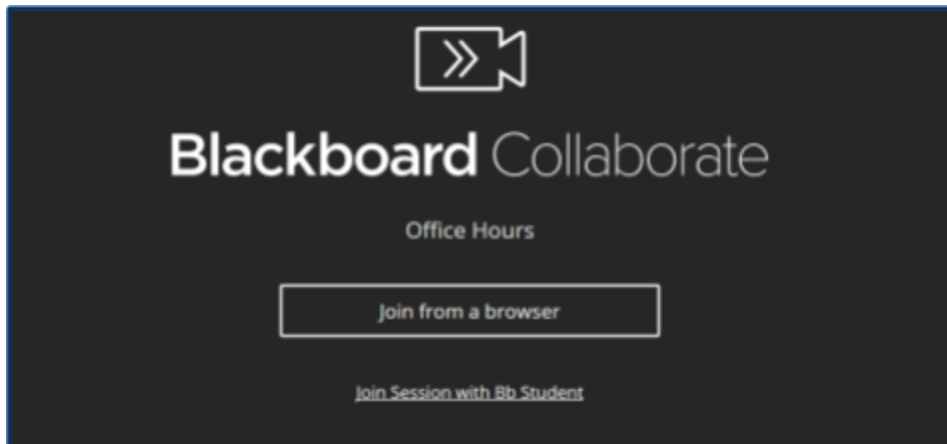 Blackboard Collaborate
Office Hours
Join from a browser
Join Session with Bb Student